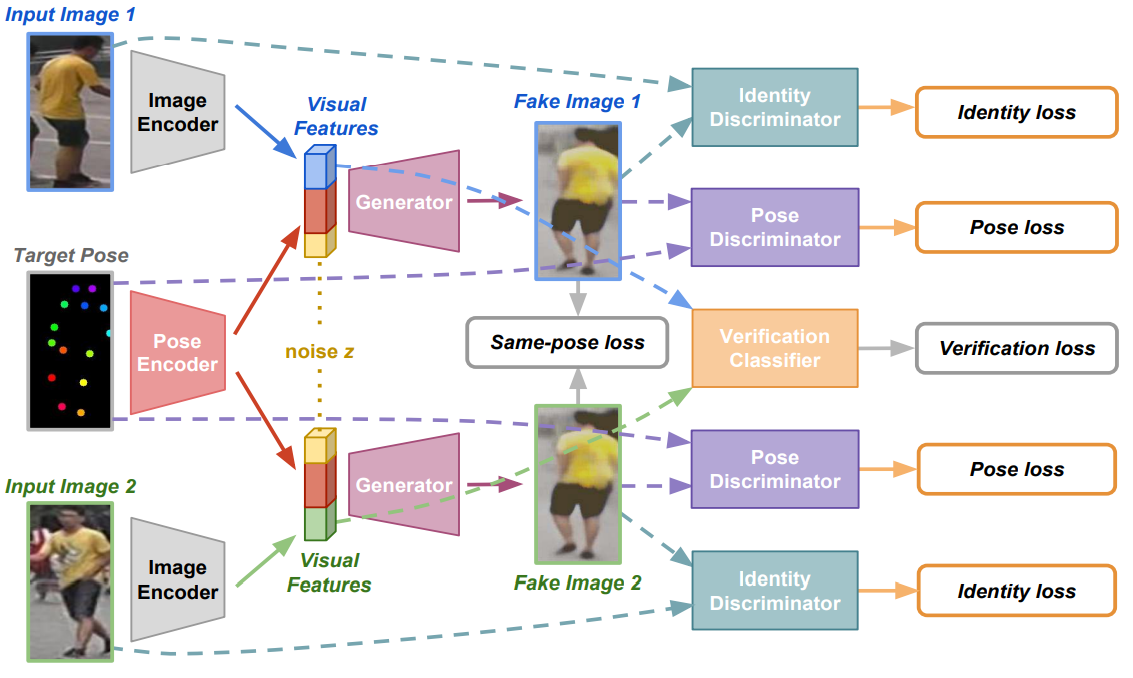 Input Image 1
Image
Encoder
Visual
Features
Generator
Fake Image 1
Identity
Discriminator
Identity loss
Pose
Discriminator
Pose loss
Target Pose
Pose
Encoder
noise z
Same-pose loss
Verification
Classifier
Verification loss
Input Image 2
Image
Encoder
Visual
Features
Generator
Fake Image 2
Pose
Discriminator
Pose loss
Identity
Discriminator
Identity loss